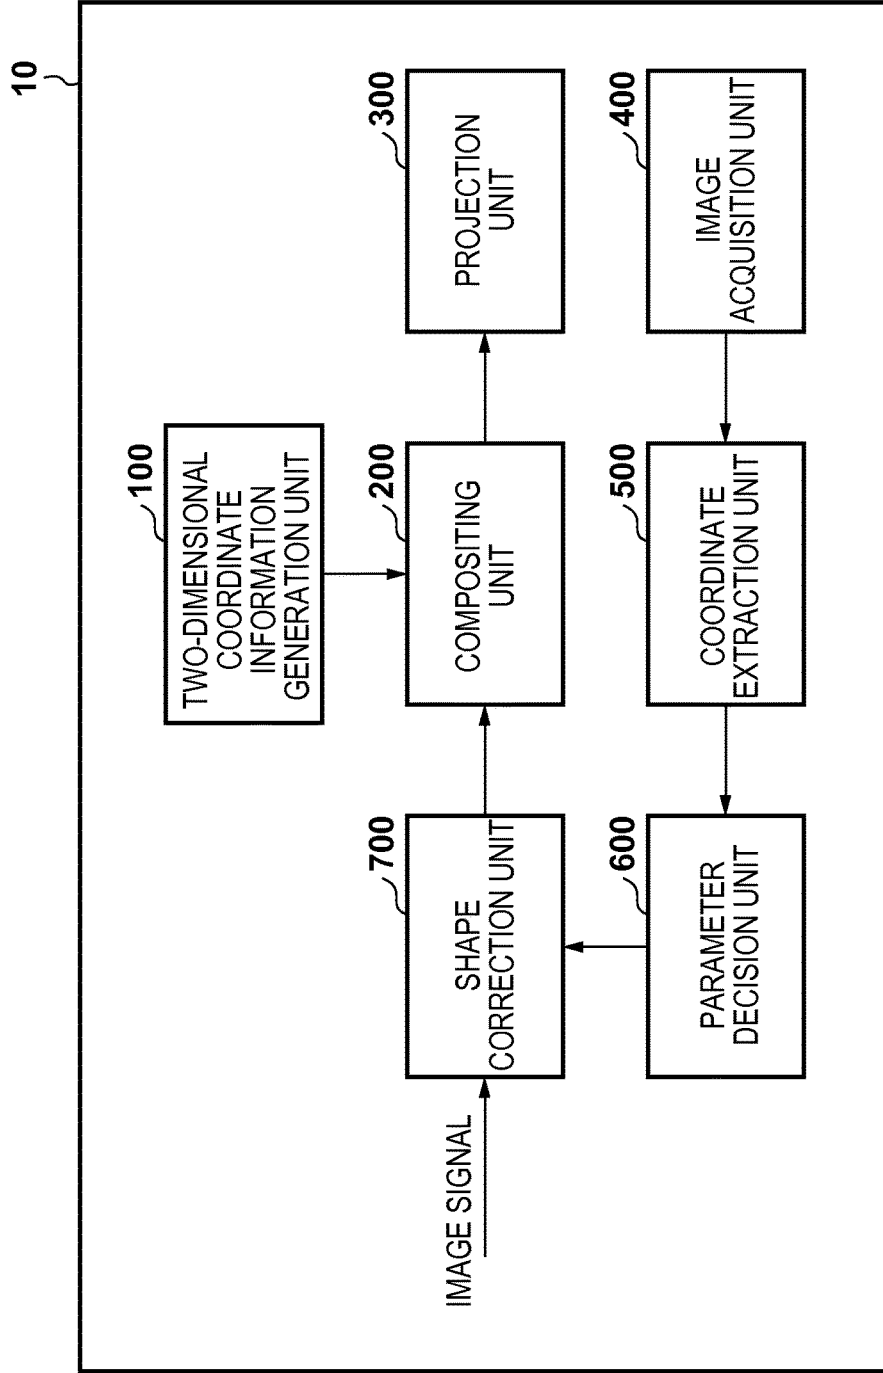 10
100
TWO-DIMENSIONAL
COORDINATE
INFORMATION
GENERATION UNIT
IMAGE SIGNAL
700
SHAPE
CORRECTION UNIT
200
COMPOSITING
UNIT
300
PROJECTION
UNIT
600
PARAMETER
DECISION UNIT
500
COORDINATE
EXTRACTION UNIT
400
IMAGE
ACQUISITION UNIT